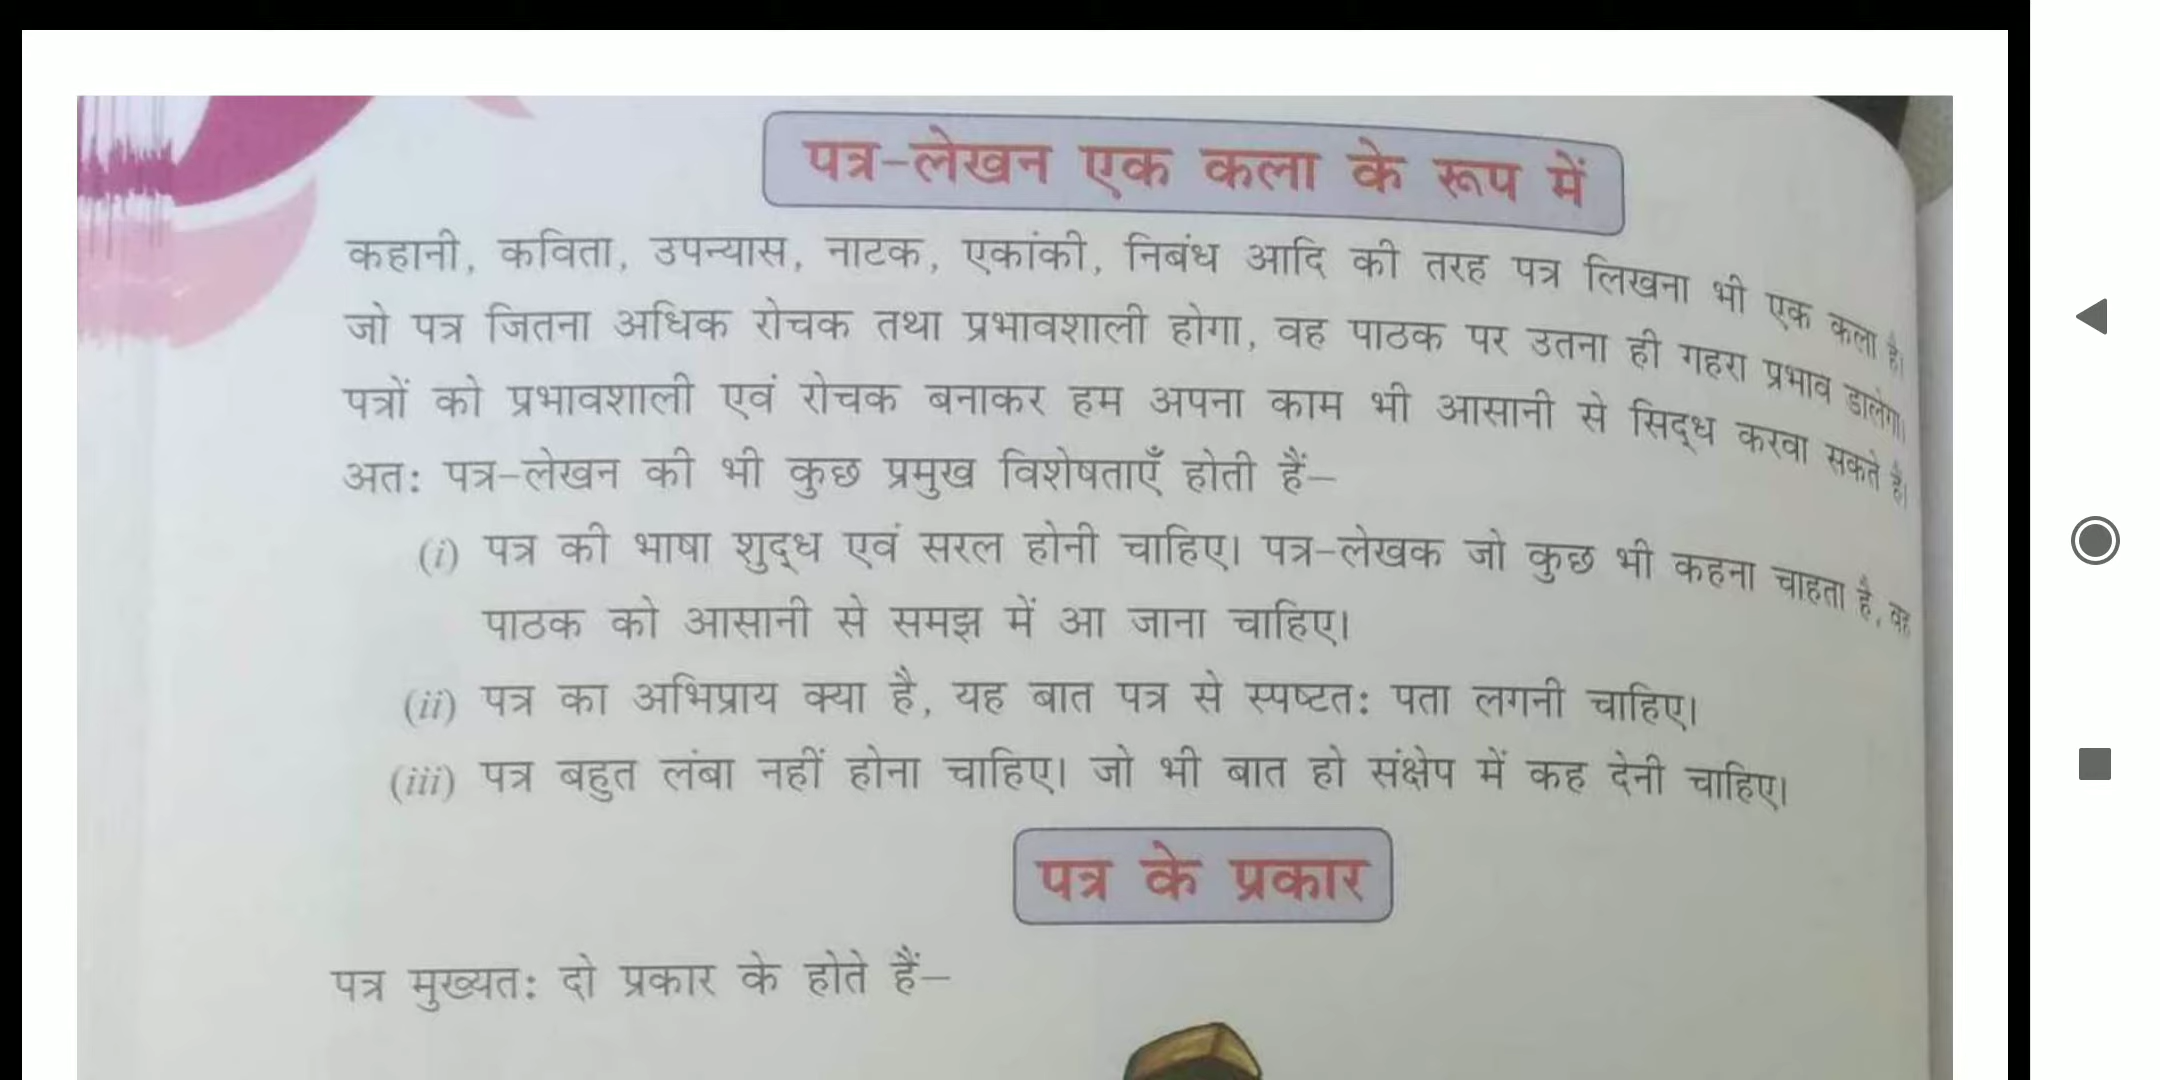 पत्र-लेखन एक कला के रूप में
कहानी, कविता, उपन्यास, नाटक, एकांकी, निबंध आदि की तरह पत्र लिखना भी एक कला है।
जो पत्र जितना अधिक रोचक तथा प्रभावशाली होगा, वह पाठक पर उतना ही गहरा प्रभाव डालेगा।
पत्रों को प्रभावशाली एवं रोचक बनाकर हम अपना काम भी आसानी से सिद्ध करवा सकते हैं।
अतः पत्र-लेखन की भी कुछ प्रमुख विशेषताएँ होती हैं–
(i) पत्र की भाषा शुद्ध एवं सरल होनी चाहिए। पत्र-लेखक जो कुछ भी कहना चाहता है, वह
पाठक को आसानी से समझ में आ जाना चाहिए।
(ii) पत्र का अभिप्राय क्या है, यह बात पत्र से स्पष्टतः पता लगनी चाहिए।
(iii) पत्र बहुत लंबा नहीं होना चाहिए। जो भी बात हो संक्षेप में कह देनी चाहिए।
पत्र के प्रकार
पत्र मुख्यतः दो प्रकार के होते हैं–